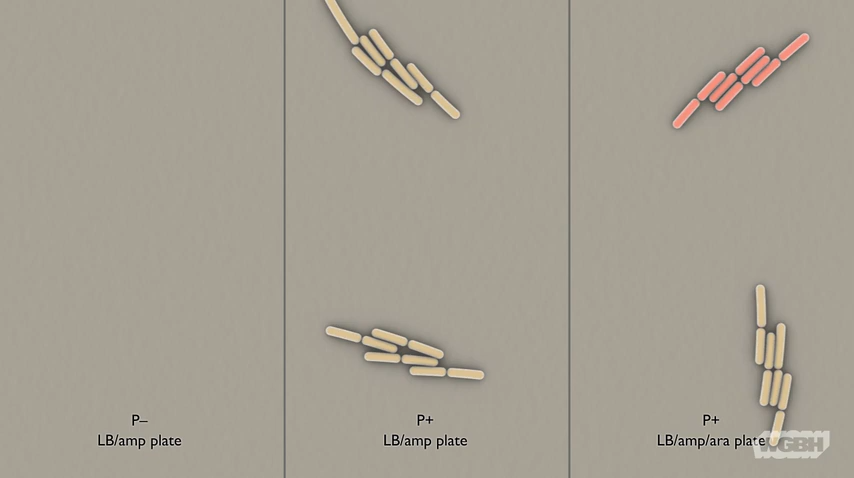 P–
LB/amp plate
P+
LB/amp plate
P+
LB/amp/ara plate
WGBH